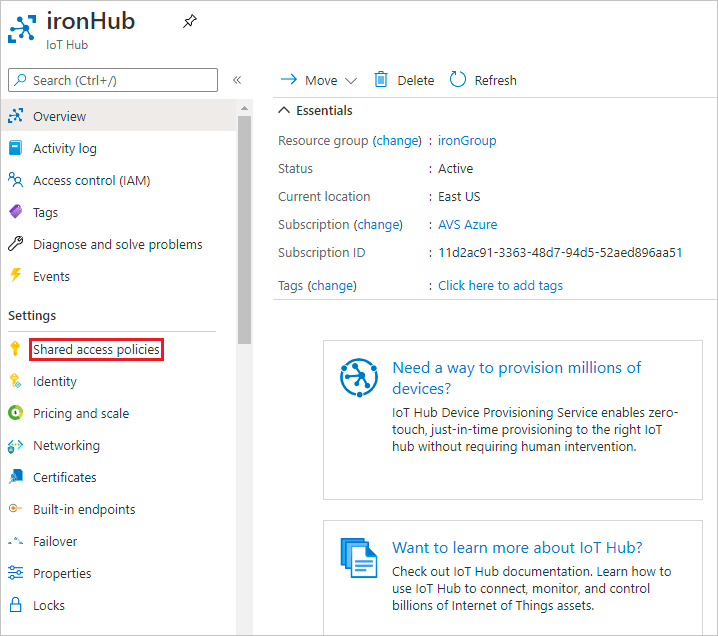 ironHub
IoT Hub
Search (Ctrl+/)
«
Overview
Activity log
Access control (IAM)
Tags
Diagnose and solve problems
Events
Settings
Shared access policies
Identity
Pricing and scale
Networking
Certificates
Built-in endpoints
Failover
Properties
Locks
Move
Delete
Refresh
Essentials
Resource group (change) : ironGroup
Status : Active
Current location : East US
Subscription (change) : AVS Azure
Subscription ID : 11d2ac91-3363-48d7-94d5-52aed896aa51
Tags (change) : Click here to add tags
Need a way to provision millions of
devices?
IoT Hub Device Provisioning Service enables zero-
touch, just-in-time provisioning to the right IoT
hub without requiring human intervention.
Want to learn more about IoT Hub?
Check out IoT Hub documentation. Learn how to
use IoT Hub to connect, monitor, and control
billions of Internet of Things assets.